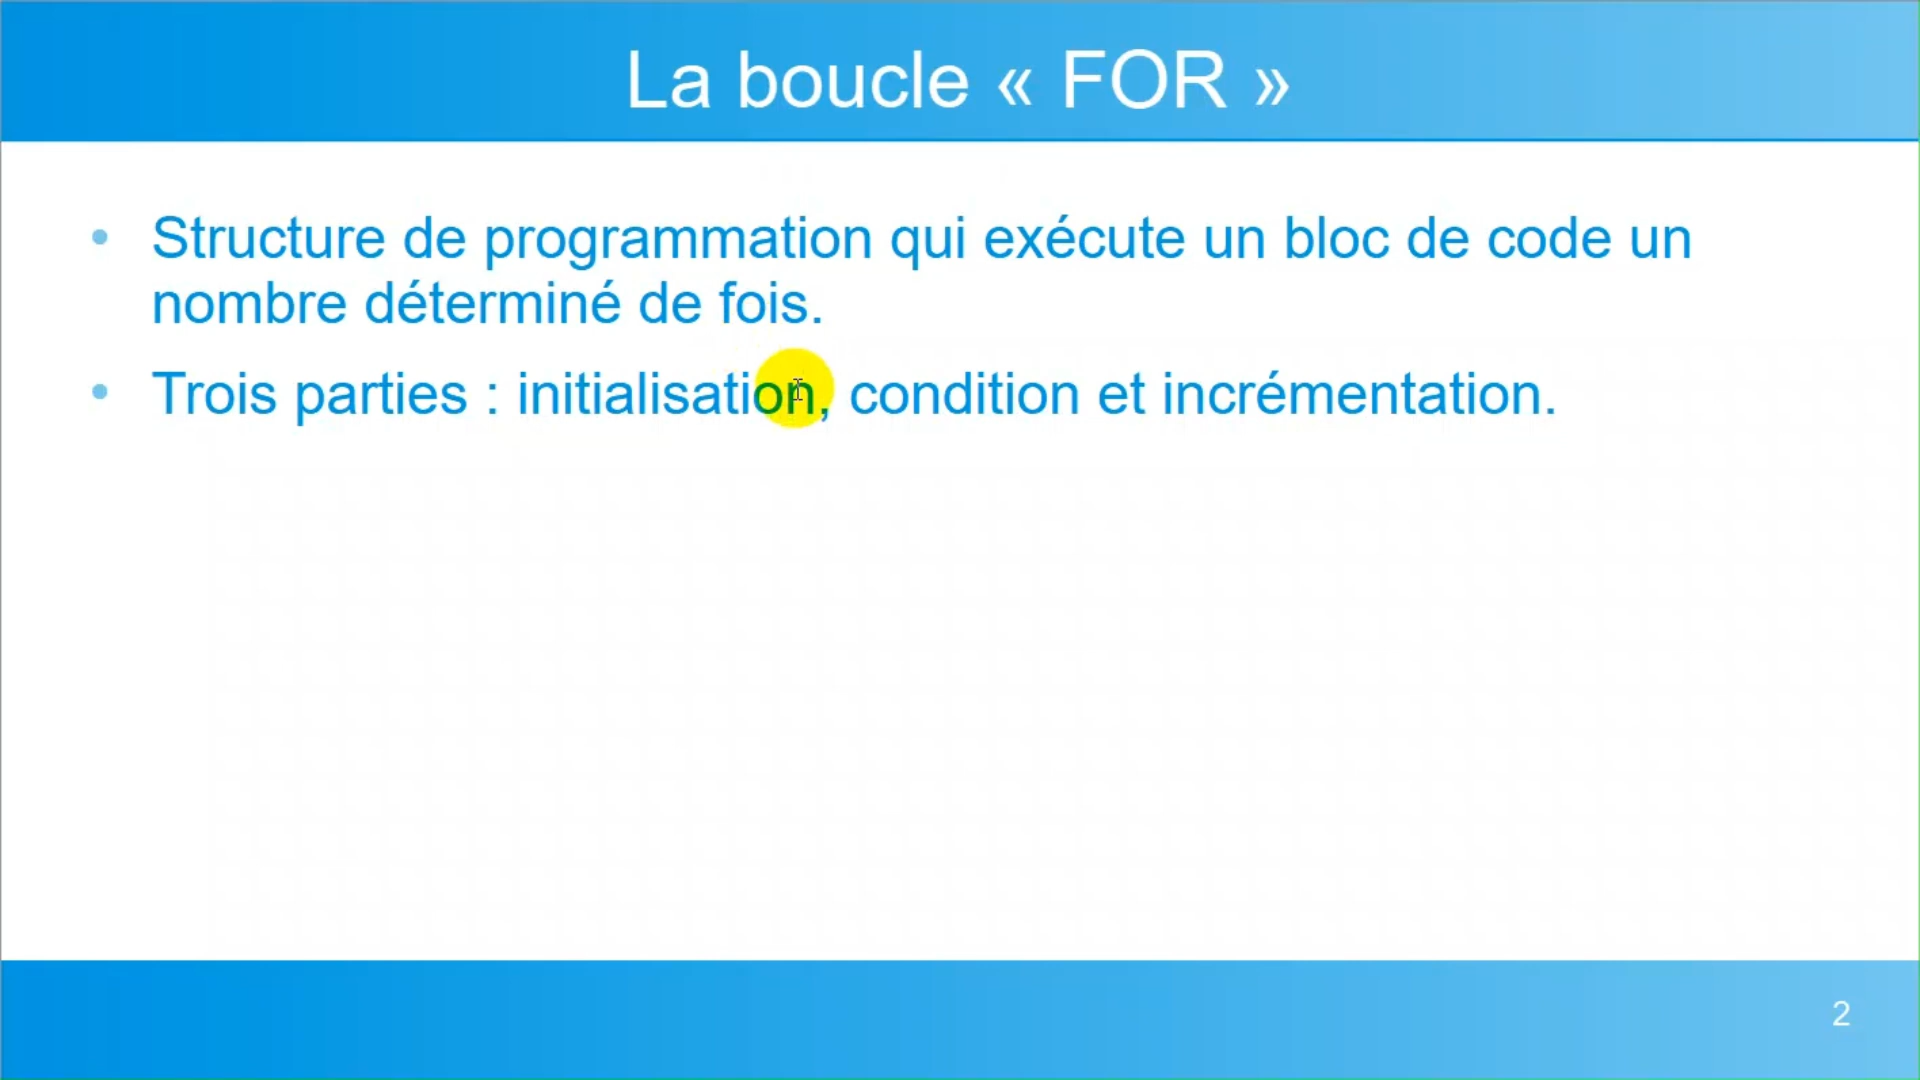 La boucle « FOR »
• Structure de programmation qui exécute un bloc de code un
nombre déterminé de fois.
• Trois parties : initialisation, condition et incrémentation.
2